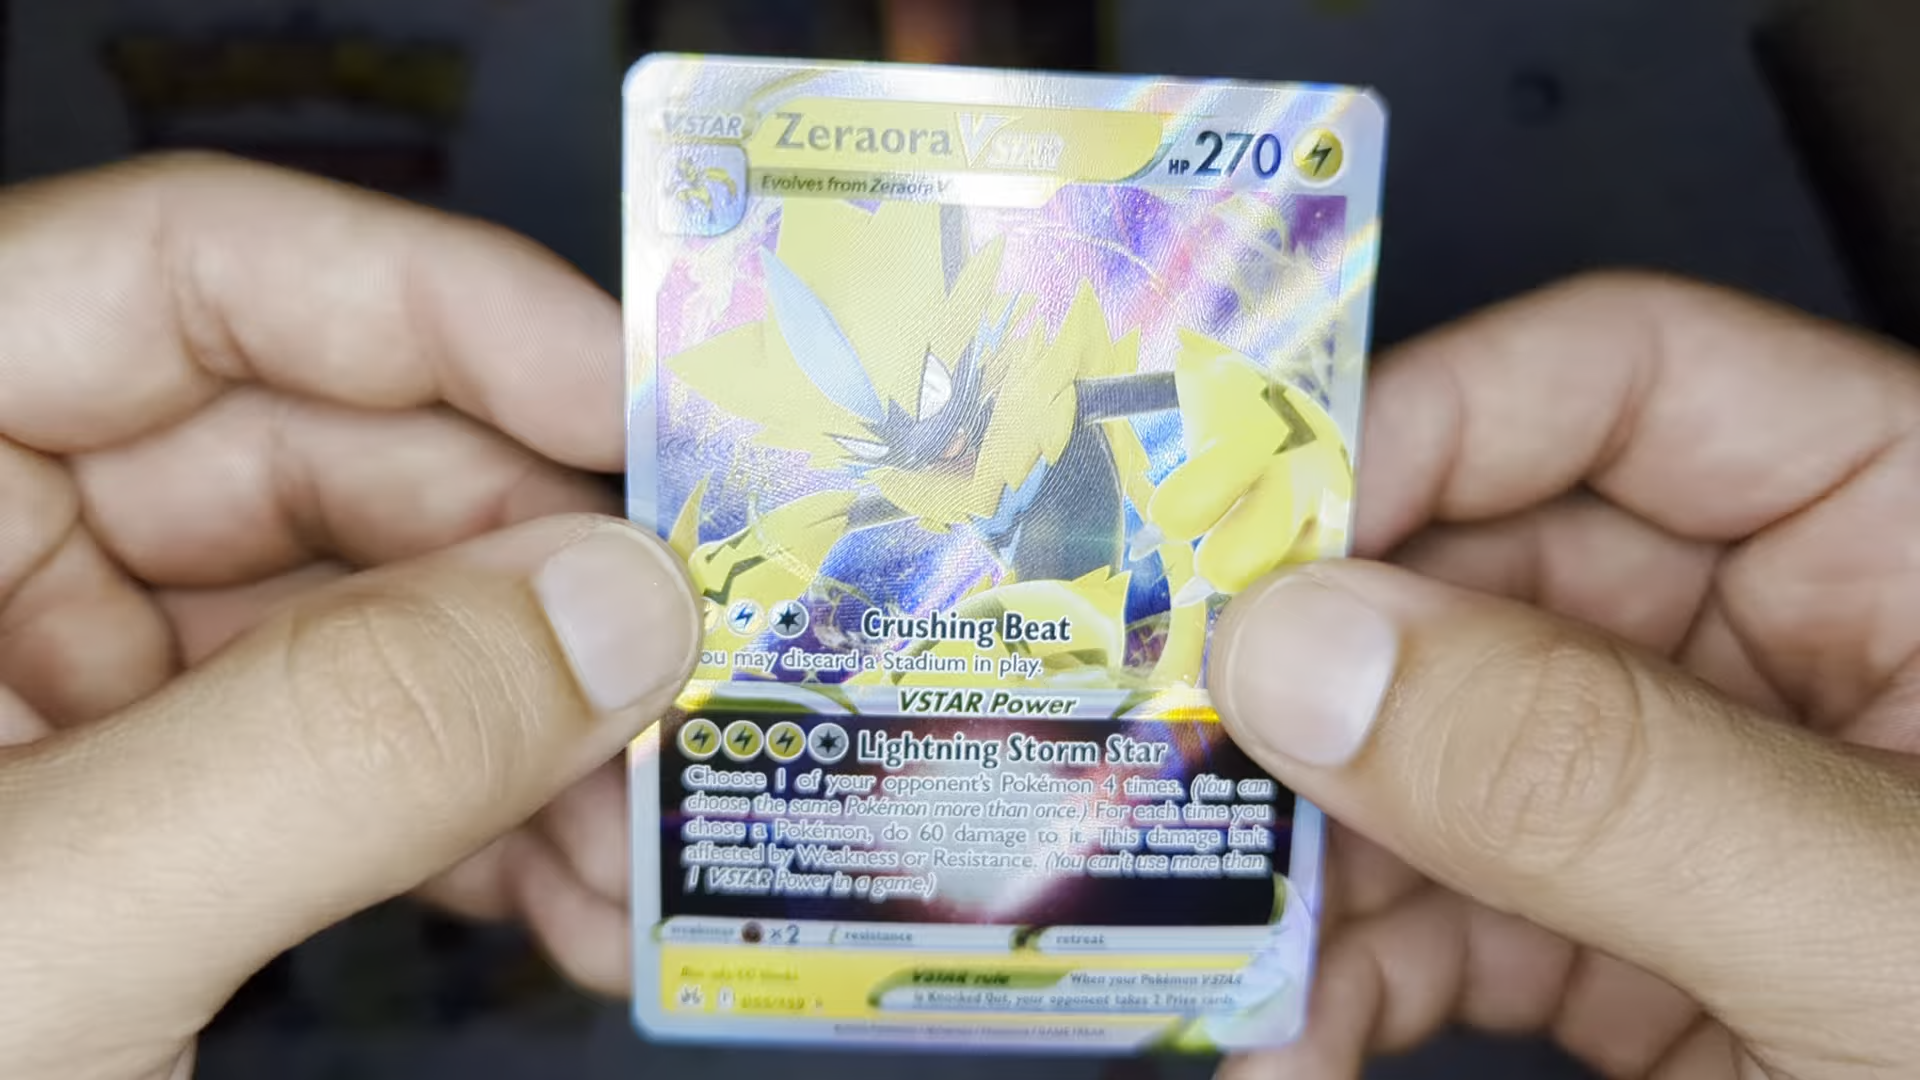 VSTAR Zeraora VSTAR HP 270
Evolves from Zeraora V
Crushing Beat
ou may discard a Stadium in play.
VSTAR Power
Lightning Storm Star
Choose 1 of your opponent's Pokémon 4 times. (You can
choose the same Pokémon more than once.) For each time you
chose a Pokémon, do 60 damage to it. This damage isn't
affected by Weakness or Resistance. (You can't use more than
1 VSTAR Power in a game.)
weakness ×2 resistance retreat
VSTAR rule When your Pokémon VSTAR
is Knocked Out, your opponent takes 2 Prize cards.